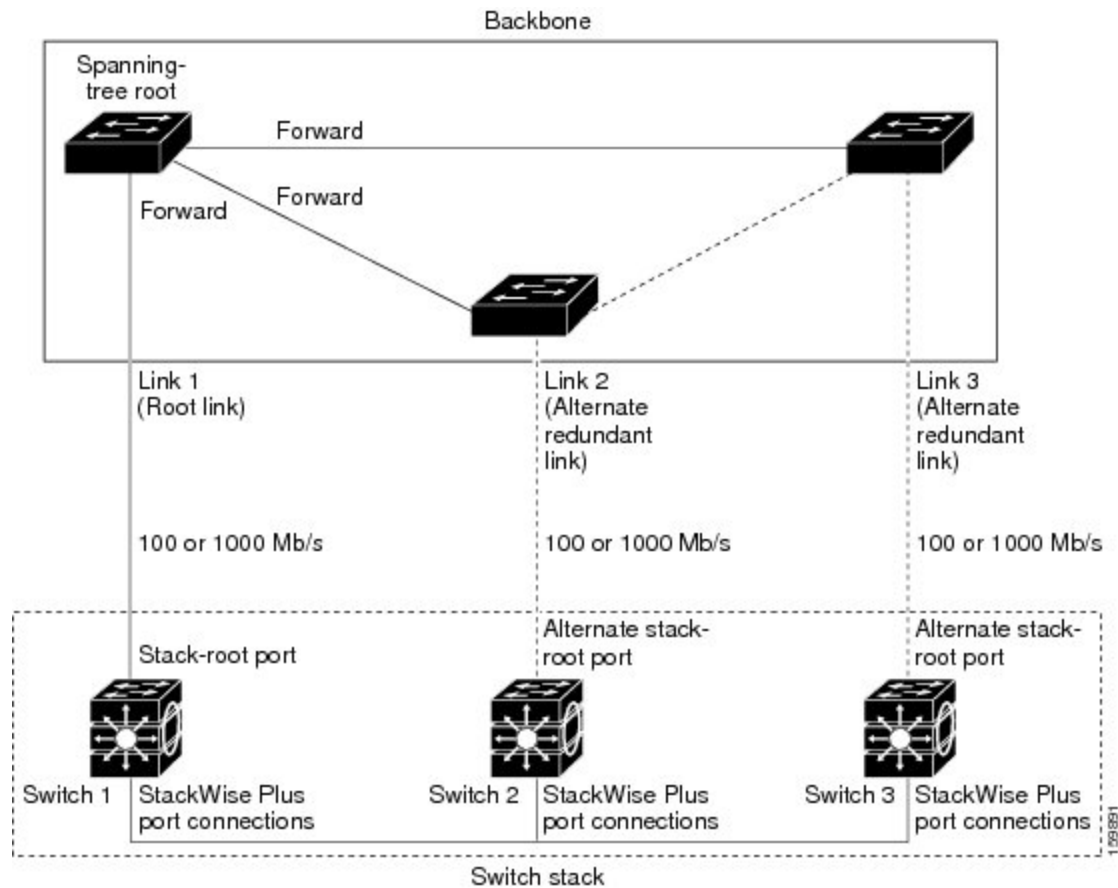 Backbone
Spanning-
tree root
Forward
Forward
Forward
Link 1
(Root link)
Link 2
(Alternate
redundant
link)
Link 3
(Alternate
redundant
link)
100 or 1000 Mb/s
100 or 1000 Mb/s
100 or 1000 Mb/s
Stack-root port
Alternate stack-
root port
Alternate stack-
root port
Switch 1
StackWise Plus
port connections
Switch 2
StackWise Plus
port connections
Switch 3
StackWise Plus
port connections
159891
Switch stack